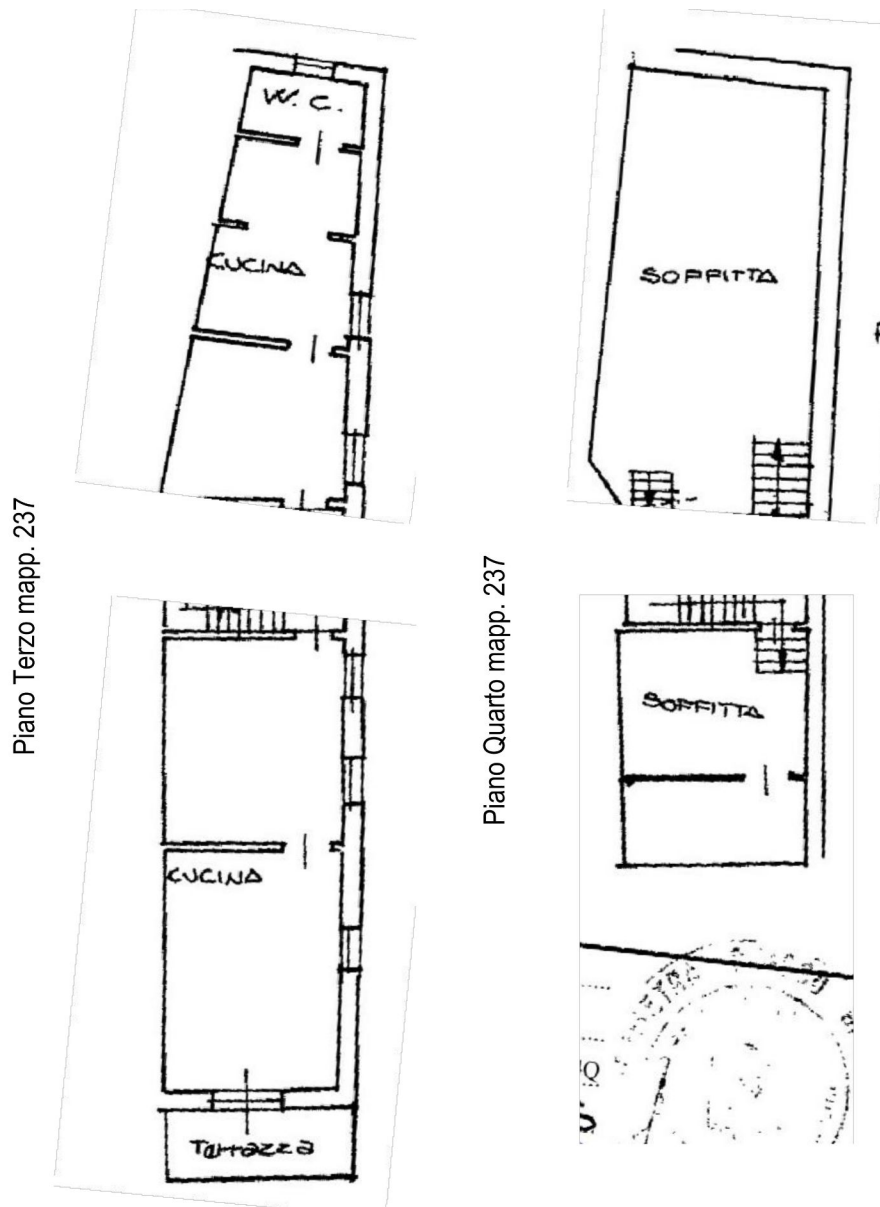 W.C.
CUCINA
Piano Terzo mapp. 237
CUCINA
Terrazza
SOFFITTA
Piano Quarto mapp. 237
SOFFITTA